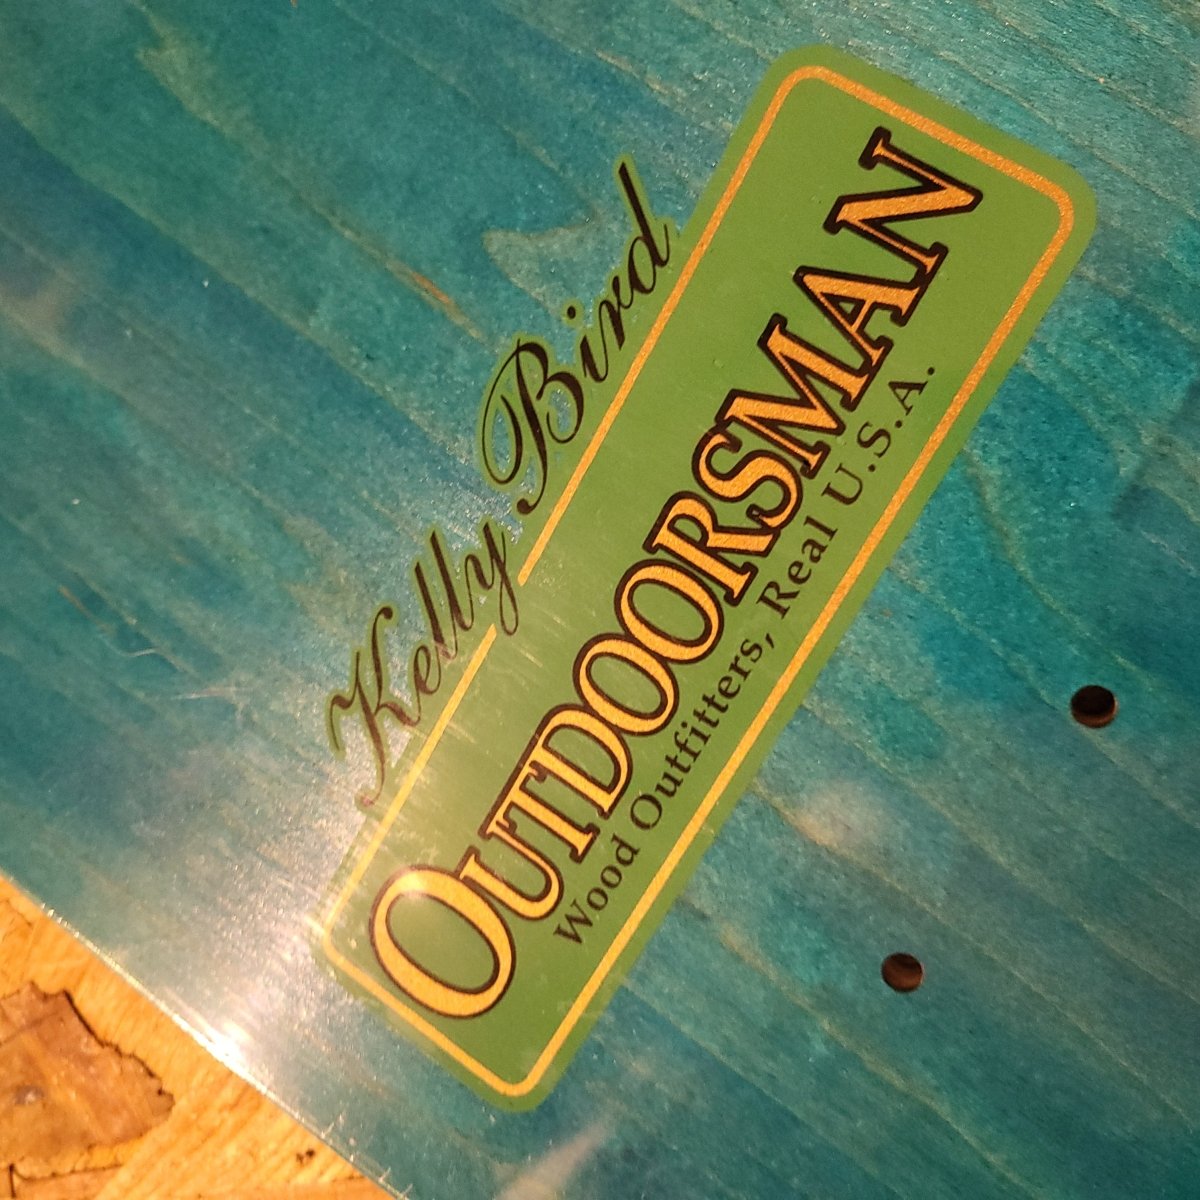 Kelly Bird
OUTDOORSMAN
Wood Outfitters, Real U.S.A.